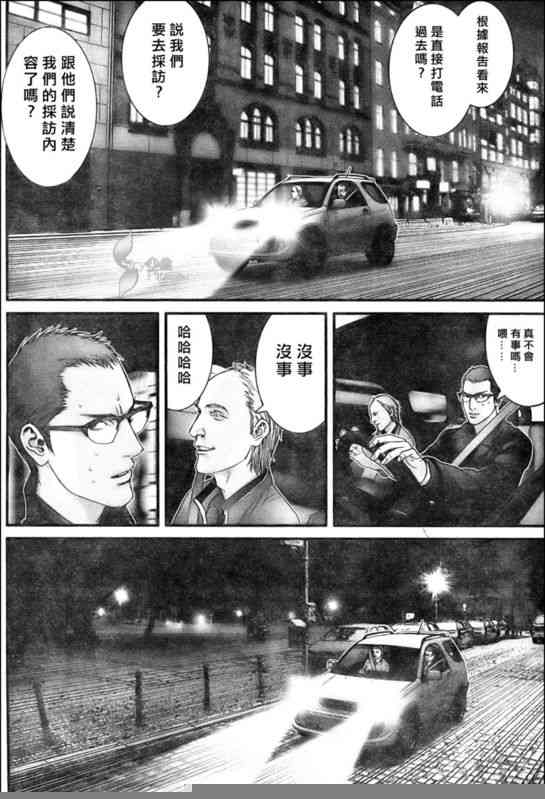 根據報告看來
是直接打電話
過去嗎？
說我們
要去採訪？
跟他們說清楚
我們的採訪內
容了嗎？
真不會
有事嗎…
喂……
沒事
沒事
哈哈哈哈